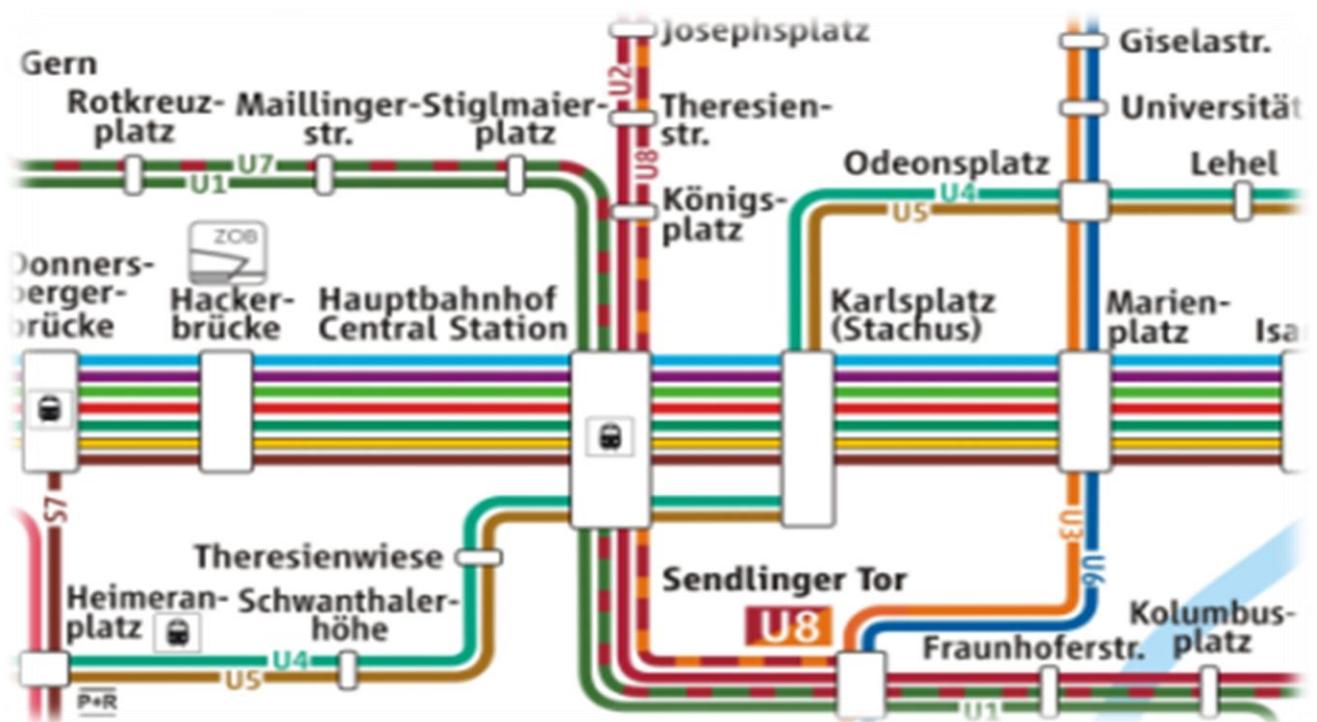 Josephsplatz
Gern
Giselastr.
U2
Rotkreuz-
platz
Maillinger-
str.
Stiglmaier-
platz
Theresien-
str.
Universität
U7
U1
U8
Odeonsplatz
Lehel
Königs-
platz
U4
U5
ZOB
Donners-
berger-
brücke
Hacker-
brücke
Hauptbahnhof
Central Station
Karlsplatz
(Stachus)
Marien-
platz
S7
U3
U6
Theresienwiese
Sendlinger Tor
Heimeran-
platz
Schwanthaler-
höhe
U8
Kolumbus-
platz
Fraunhoferstr.
U4
U5
P+R
U1